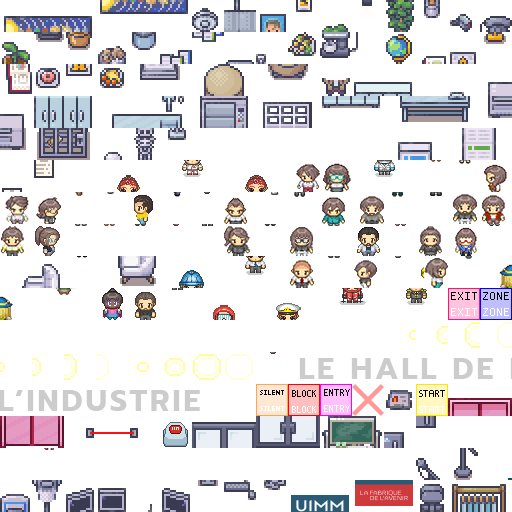 EXIT ZONE
EXIT ZONE
LE HALL DE
L'INDUSTRIE
SILENT BLOCK ENTRY START
SILENT BLOCK ENTRY
UIMM
LA FABRIQUE
DE L'AVENIR